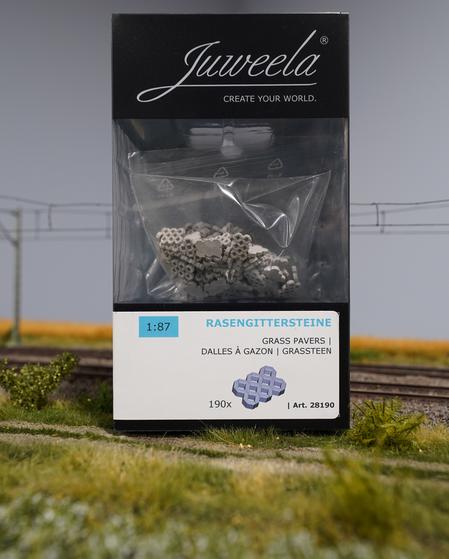 Juweela®
CREATE YOUR WORLD.
1:87
RASENGITTERSTEINE
GRASS PAVERS |
DALLES À GAZON | GRASSTEEN
190x
| Art. 28190